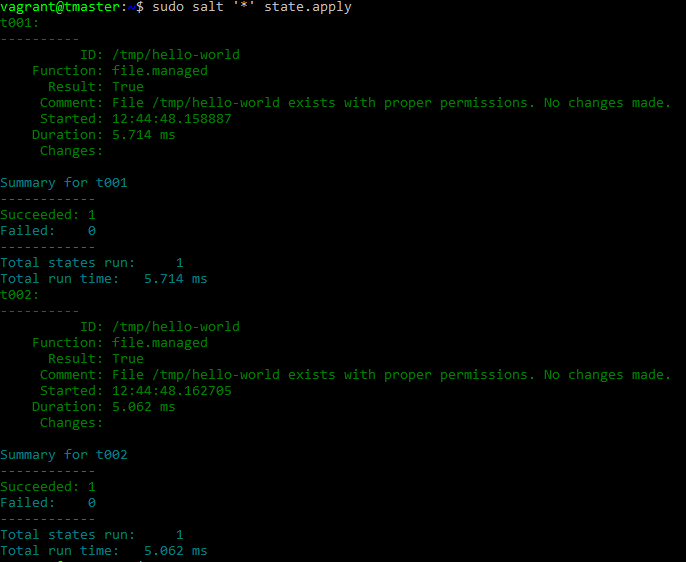 vagrant@tmaster:~$ sudo salt '*' state.apply
t001:
----------
          ID: /tmp/hello-world
    Function: file.managed
      Result: True
     Comment: File /tmp/hello-world exists with proper permissions. No changes made.
     Started: 12:44:48.158887
    Duration: 5.714 ms
     Changes:

Summary for t001
------------
Succeeded: 1
Failed:    0
------------
Total states run:     1
Total run time:   5.714 ms
t002:
----------
          ID: /tmp/hello-world
    Function: file.managed
      Result: True
     Comment: File /tmp/hello-world exists with proper permissions. No changes made.
     Started: 12:44:48.162705
    Duration: 5.062 ms
     Changes:

Summary for t002
------------
Succeeded: 1
Failed:    0
------------
Total states run:     1
Total run time:   5.062 ms